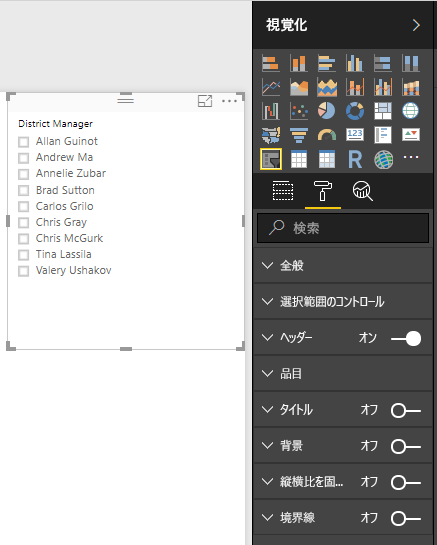 視覚化
District Manager
Allan Guinot
Andrew Ma
Annelie Zubar
Brad Sutton
Carlos Grilo
Chris Gray
Chris McGurk
Tina Lassila
Valery Ushakov
123
R
検索
全般
選択範囲のコントロール
ヘッダー オン
品目
タイトル オフ
背景 オフ
縦横比を固... オフ
境界線 オフ